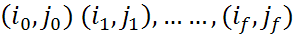 (i₀, j₀) (i₁, j₁), … …, (i_f, j_f)